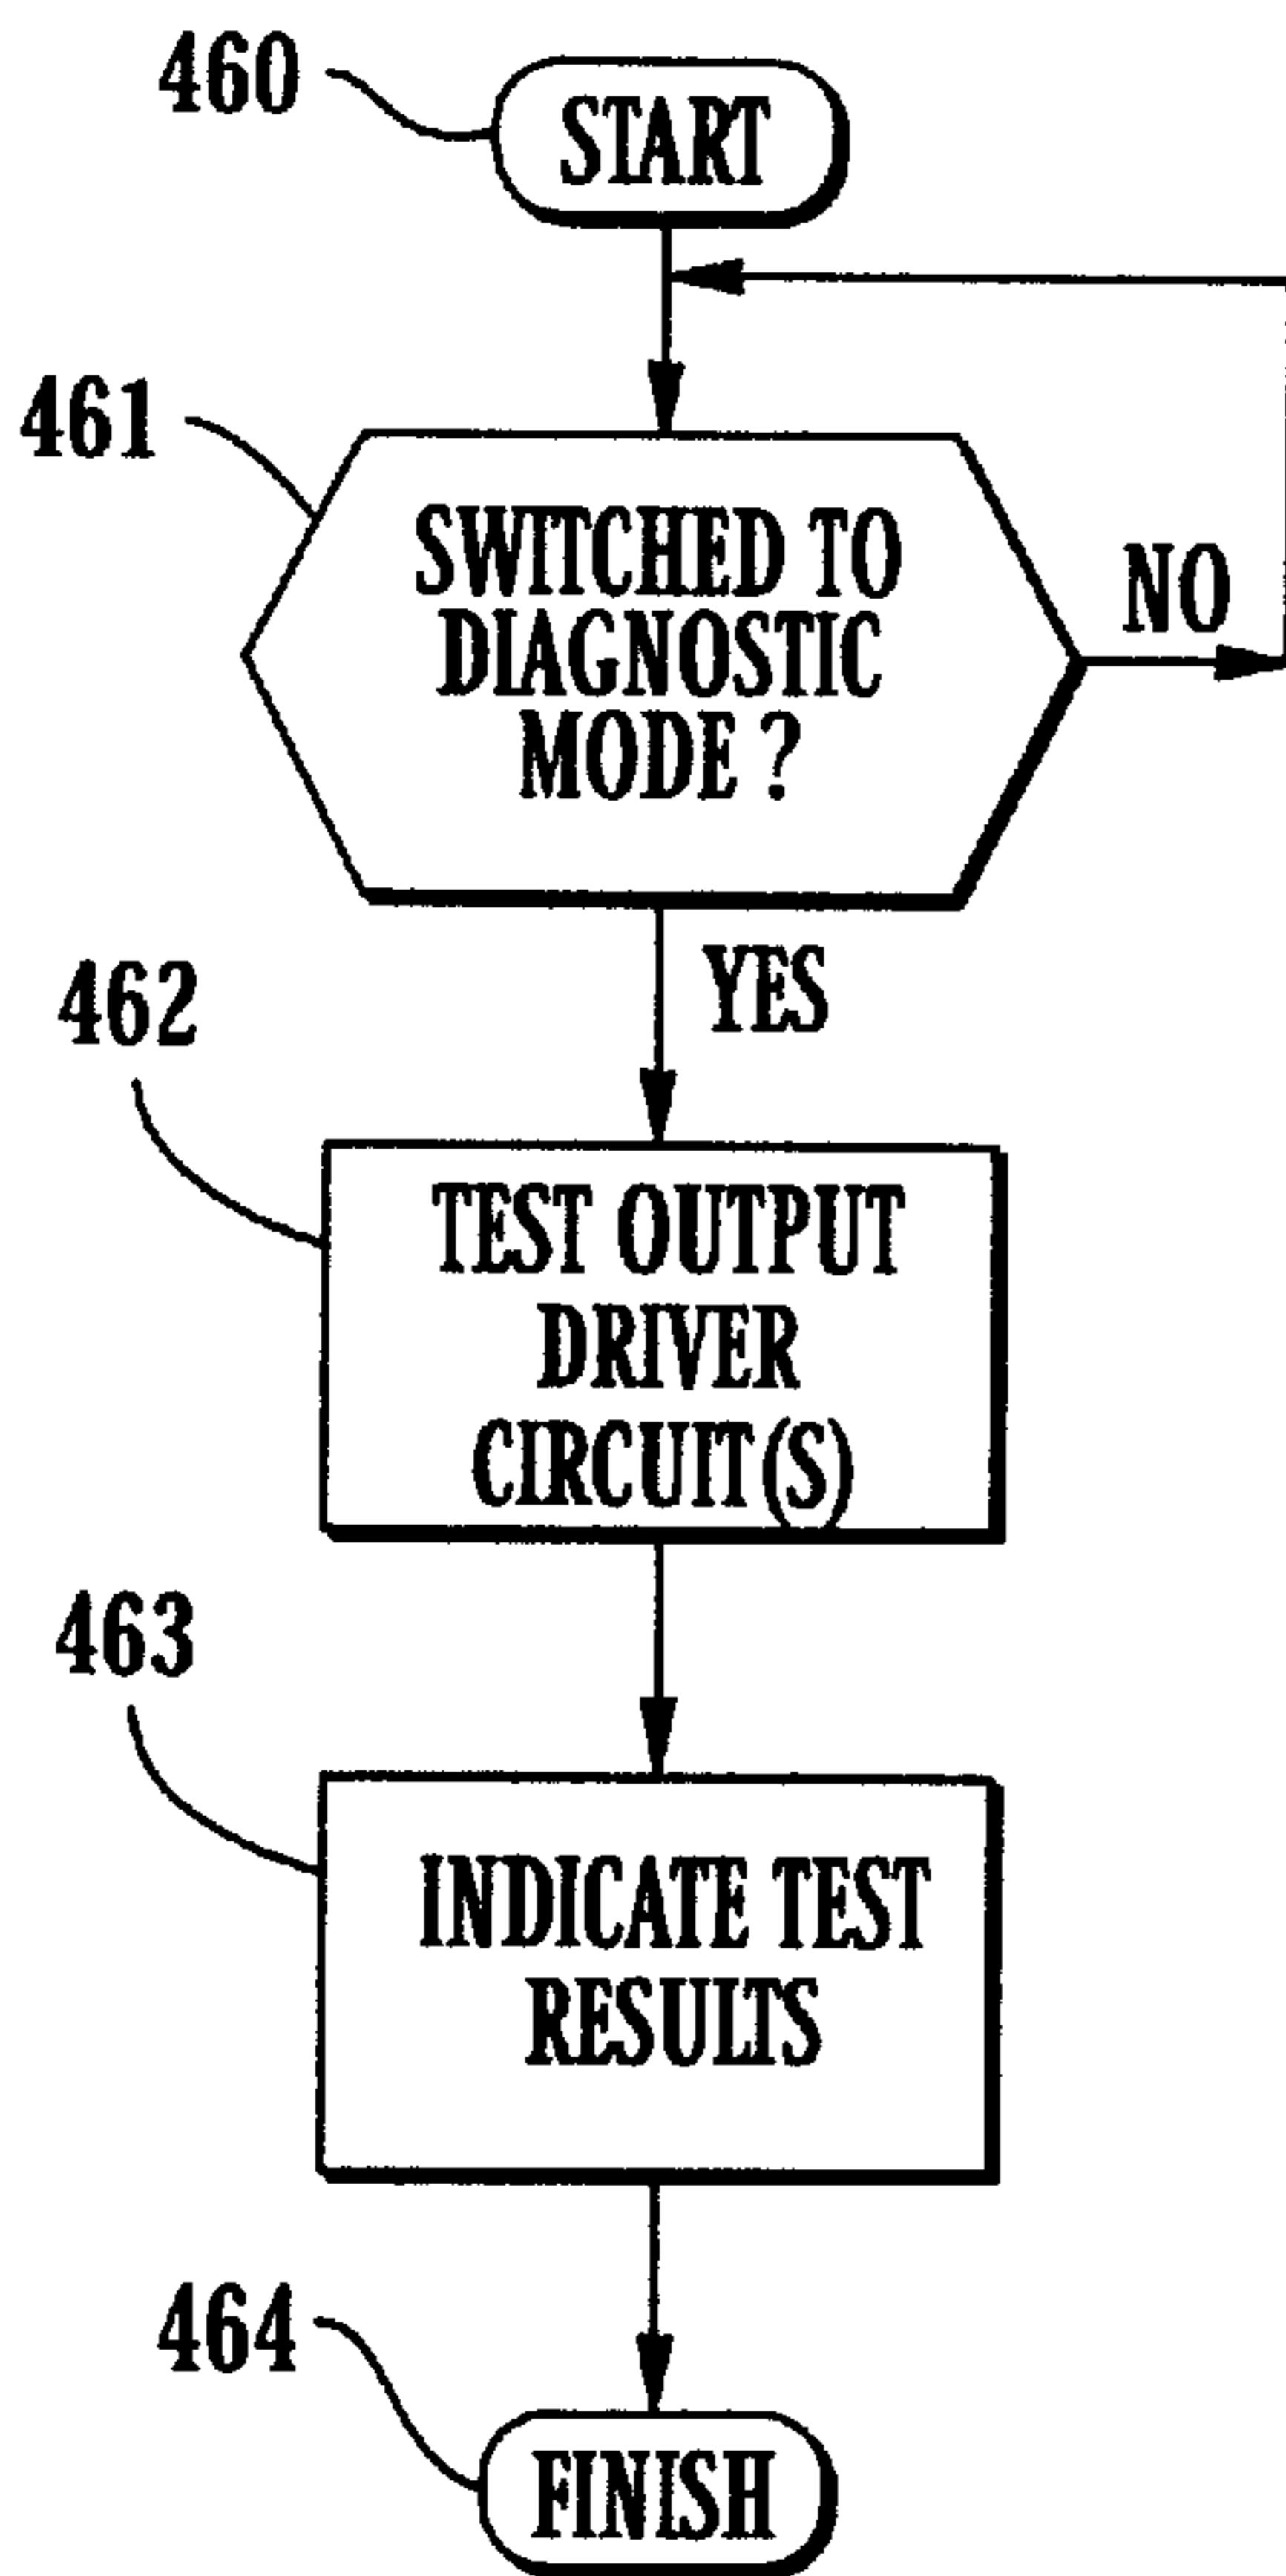 460
START
461
SWITCHED TO
DIAGNOSTIC
MODE ?
NO
YES
462
TEST OUTPUT
DRIVER
CIRCUIT(S)
463
INDICATE TEST
RESULTS
464
FINISH